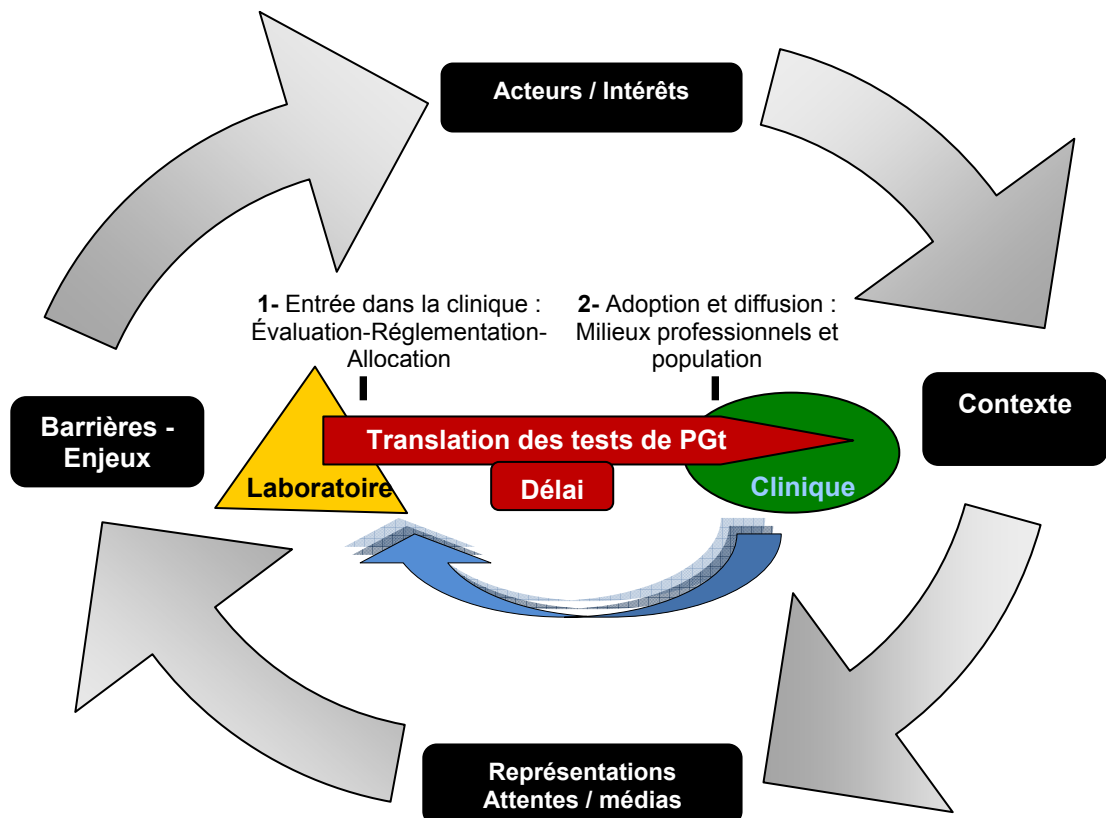 Acteurs / Intérêts
1- Entrée dans la clinique :
Évaluation-Réglementation-
Allocation
2- Adoption et diffusion :
Milieux professionnels et
population
Barrières -
Enjeux
Contexte
Translation des tests de PGt
Laboratoire
Délai
Clinique
Représentations
Attentes / médias